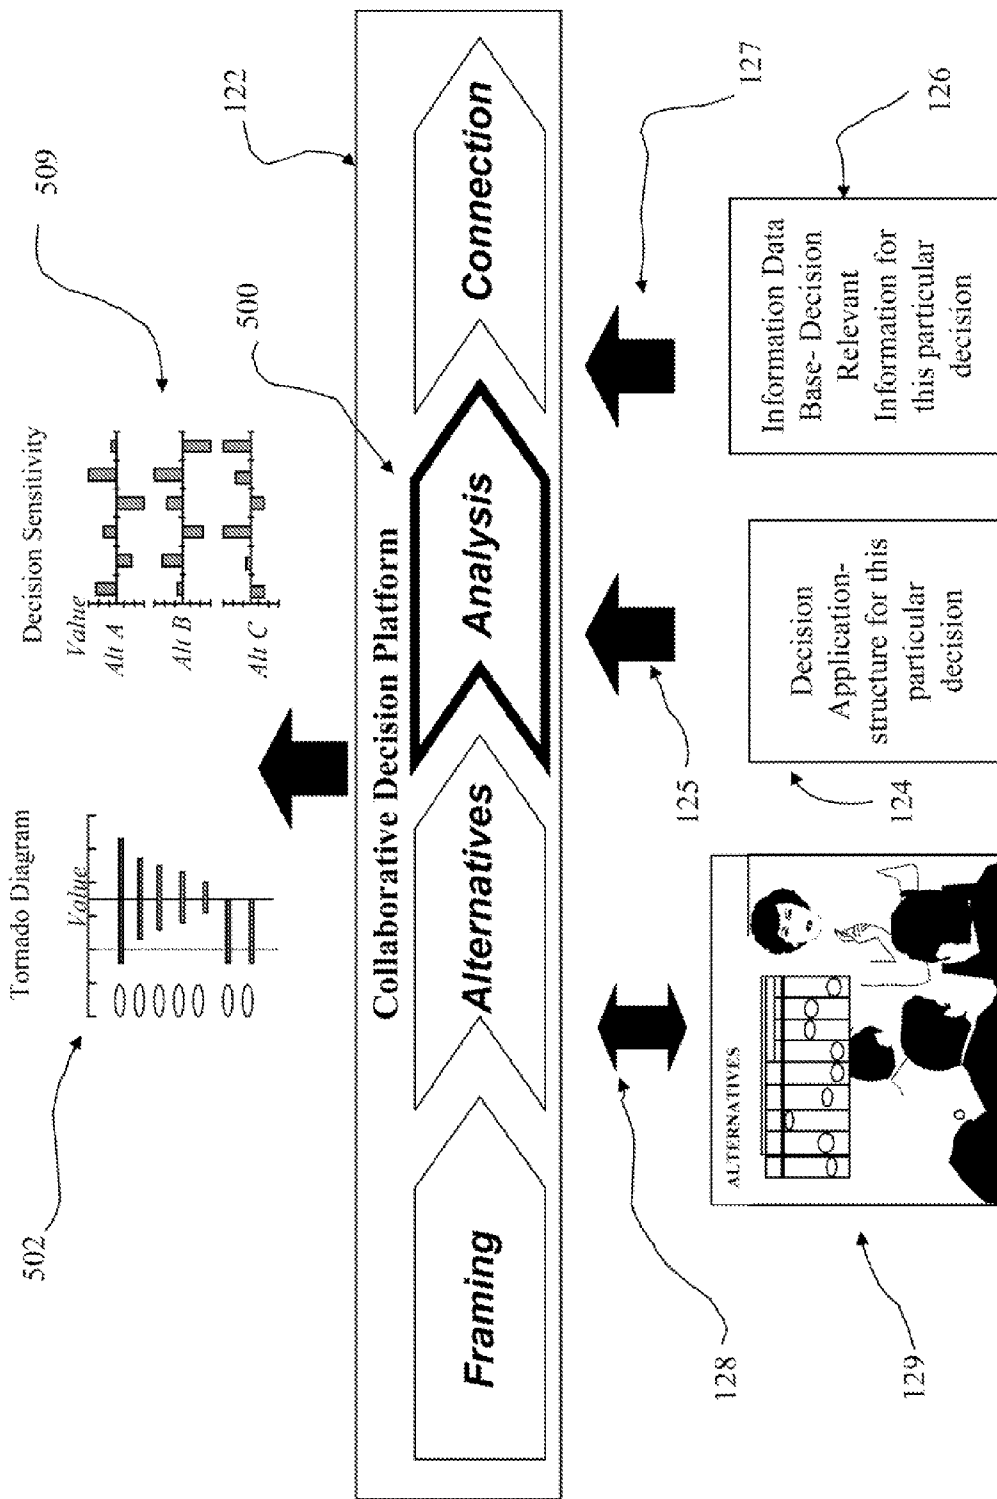 502
Tornado Diagram
Value
Decision Sensitivity
Value
Alt A
Alt B
Alt C
509
122
500
Collaborative Decision Platform
Framing
Alternatives
Analysis
Connection
128
125
127
129
ALTERNATIVES
124
Decision
Application-
structure for this
particular
decision
126
Information Data
Base- Decision
Relevant
Information for
this particular
decision